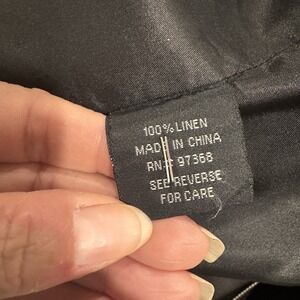 100% LINEN
MADE IN CHINA
RN# 97368
SEE REVERSE
FOR CARE